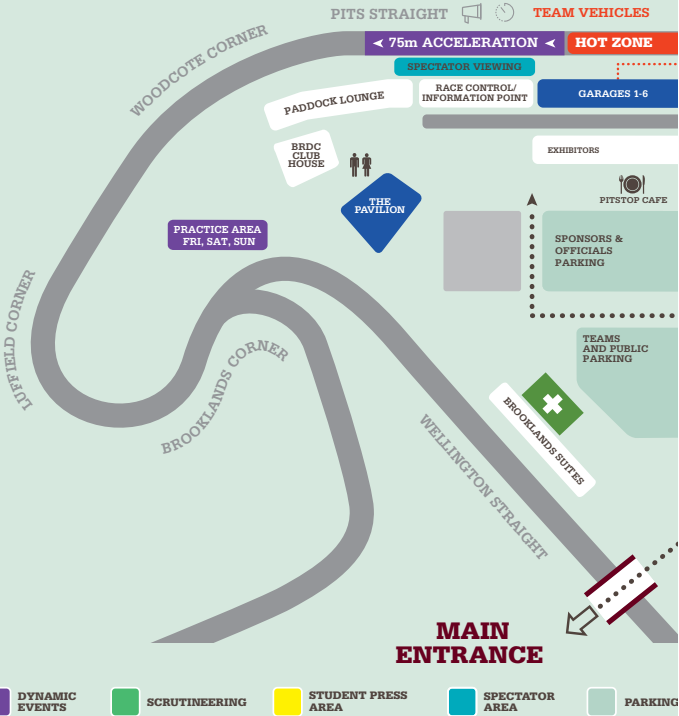 PITS STRAIGHT
TEAM VEHICLES
75m ACCELERATION
HOT ZONE
SPECTATOR VIEWING
WOODCOTE CORNER
PADDOCK LOUNGE
RACE CONTROL/
INFORMATION POINT
GARAGES 1-6
BRDC
CLUB
HOUSE
EXHIBITORS
PITSTOP CAFE
THE
PAVILION
PRACTICE AREA
FRI, SAT, SUN
SPONSORS &
OFFICIALS
PARKING
LUFFIELD CORNER
BROOKLANDS CORNER
TEAMS
AND PUBLIC
PARKING
BROOKLANDS SUITES
WELLINGTON STRAIGHT
MAIN
ENTRANCE
DYNAMIC
EVENTS
SCRUTINEERING
STUDENT PRESS
AREA
SPECTATOR
AREA
PARKING